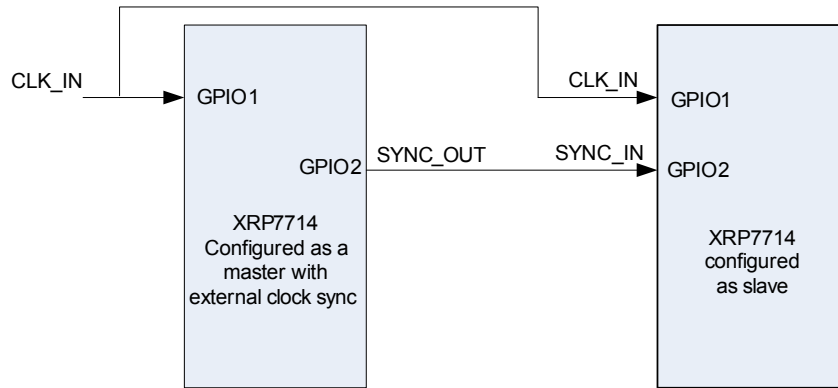 CLK_IN
GPIO1
GPIO2
XRP7714
Configured as a
master with
external clock sync
SYNC_OUT
SYNC_IN
CLK_IN
GPIO1
GPIO2
XRP7714
configured
as slave